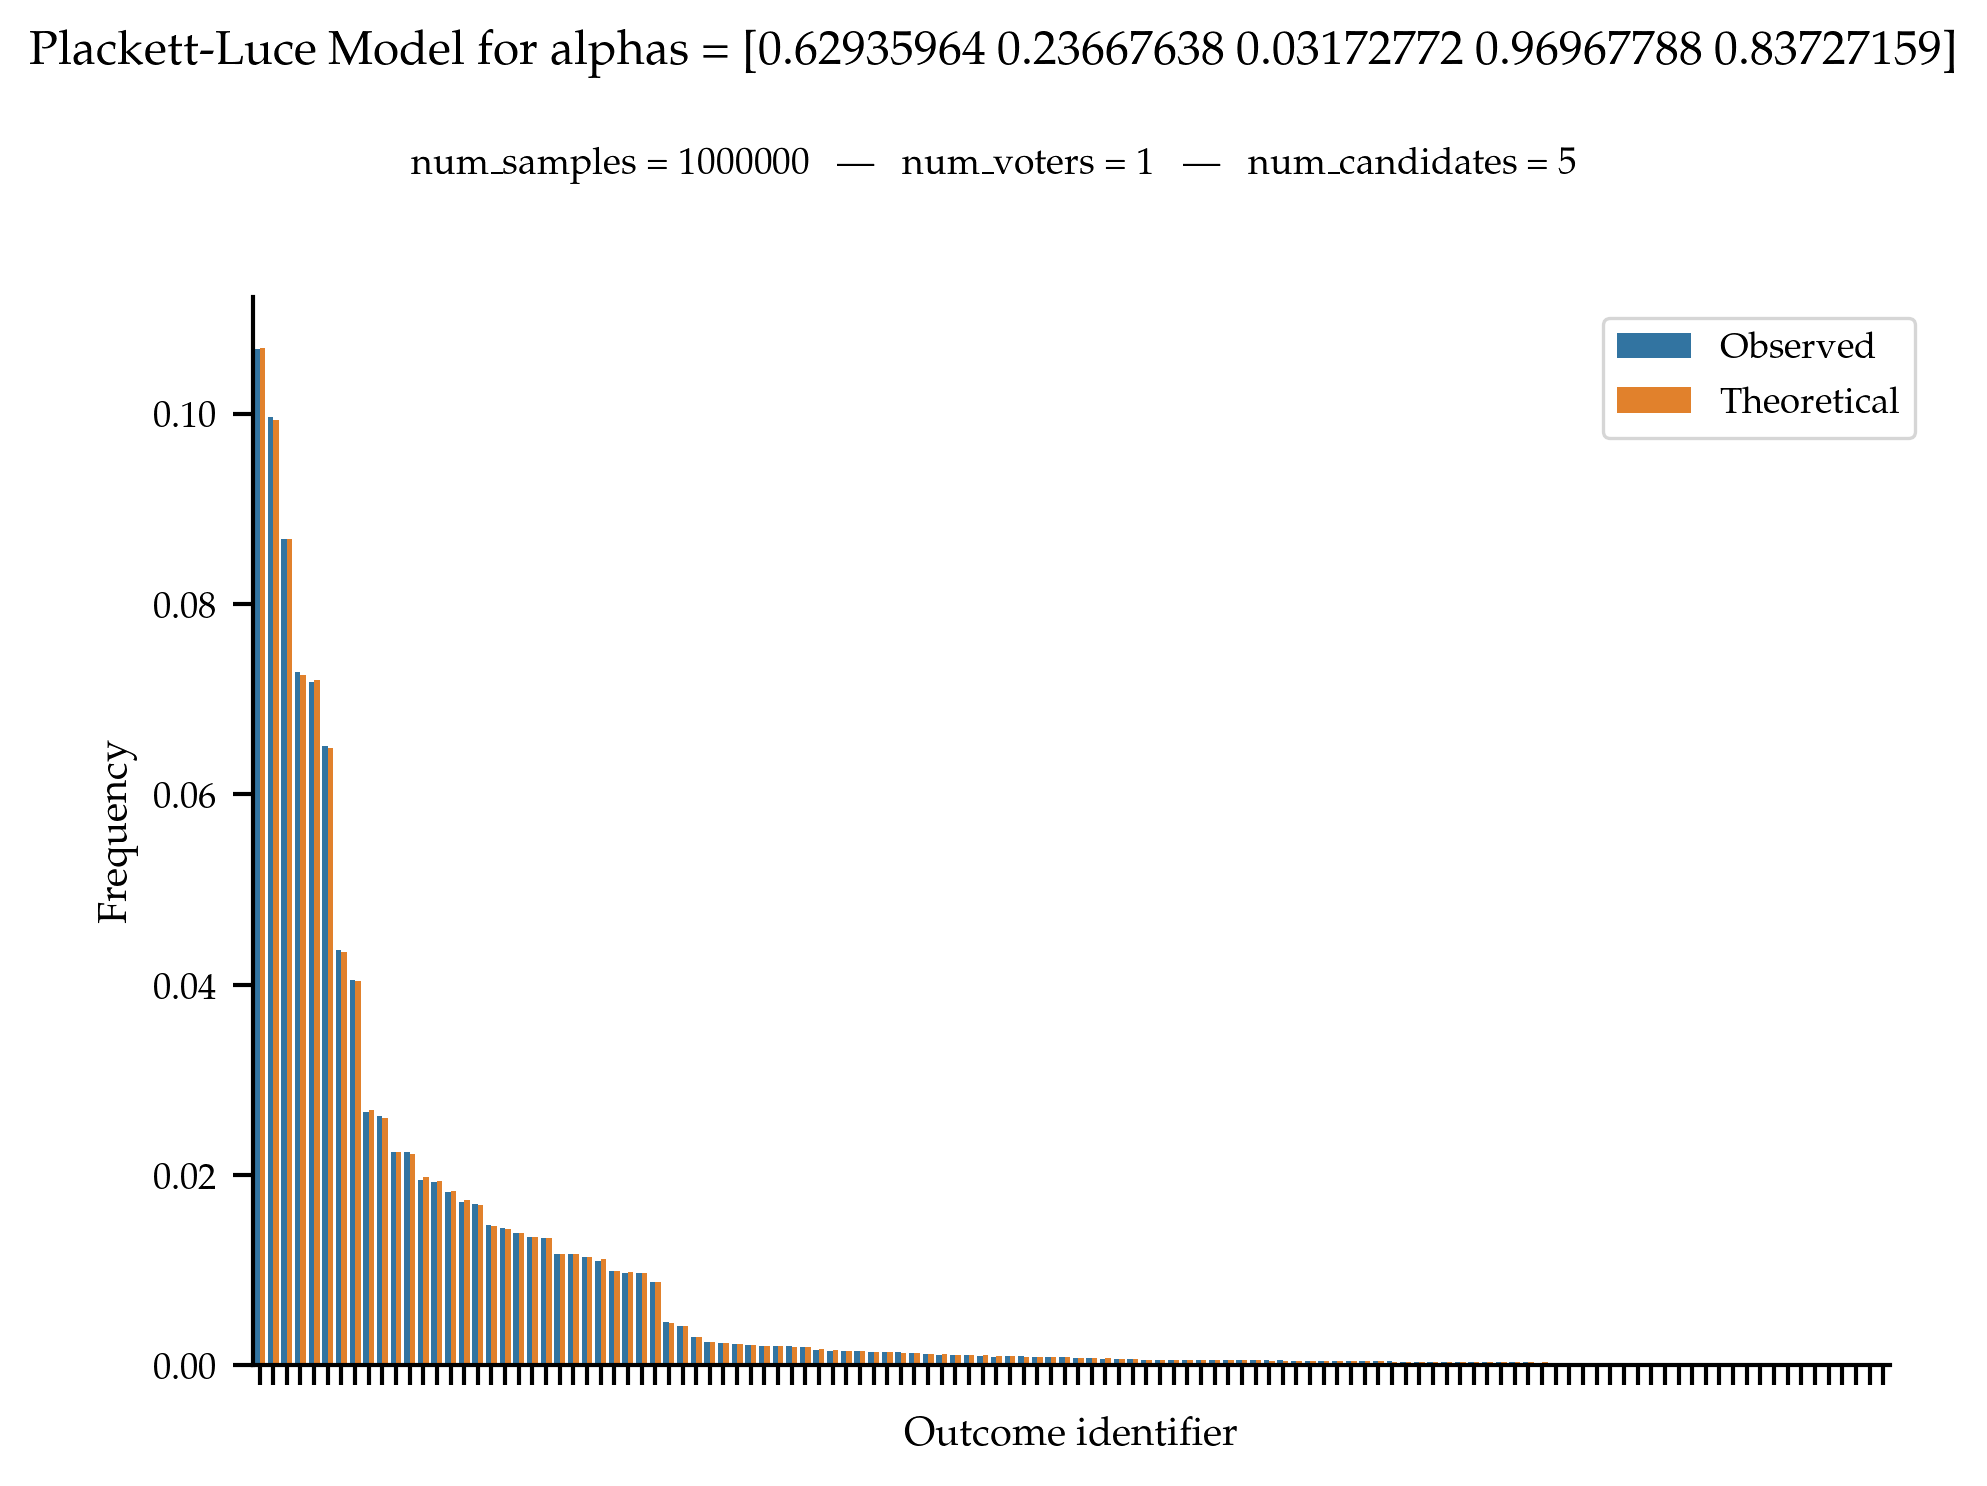 Plackett-Luce Model for alphas = [0.62935964 0.23667638 0.03172772 0.96967788 0.83727159]
num_samples = 1000000 — num_voters = 1 — num_candidates = 5
Observed
Theoretical
0.10
0.08
0.06
0.04
0.02
0.00
Frequency
Outcome identifier